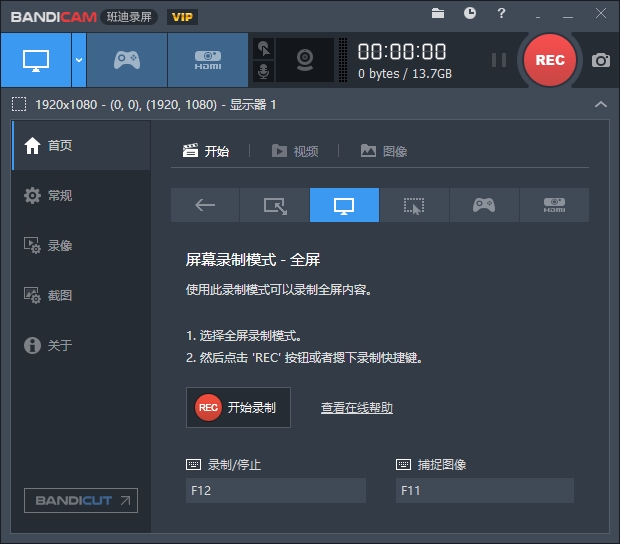 BANDICAM 班迪录屏 VIP
HDMI
00:00:00
0 bytes / 13.7GB
REC
1920x1080 - (0, 0), (1920, 1080) - 显示器 1
首页
常规
录像
截图
关于
BANDICUT
开始 视频 图像
HDMI
屏幕录制模式 - 全屏
使用此录制模式可以录制全屏内容。
1. 选择全屏录制模式。
2. 然后点击 'REC' 按钮或者摁下录制快捷键。
REC 开始录制 查看在线帮助
录制/停止 捕捉图像
F12 F11